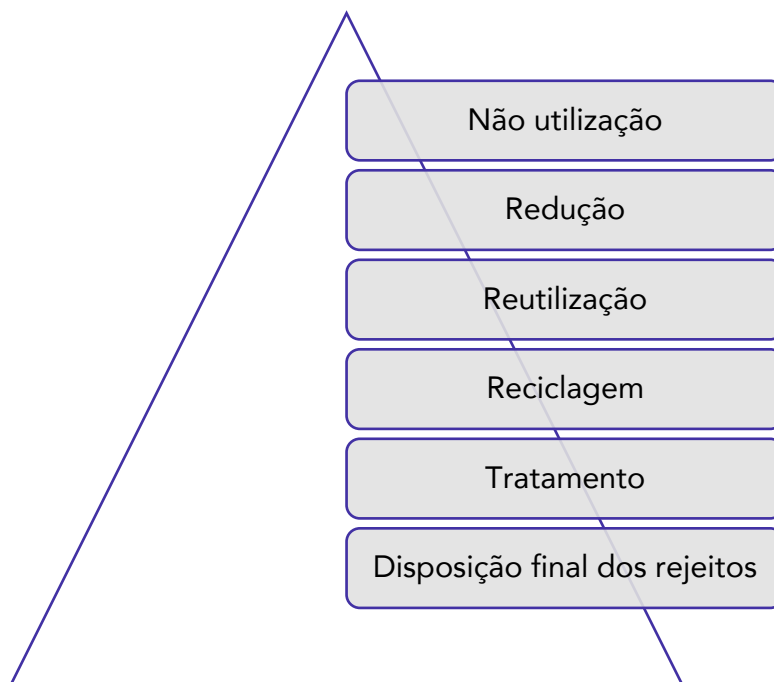 Não utilização
Redução
Reutilização
Reciclagem
Tratamento
Disposição final dos rejeitos